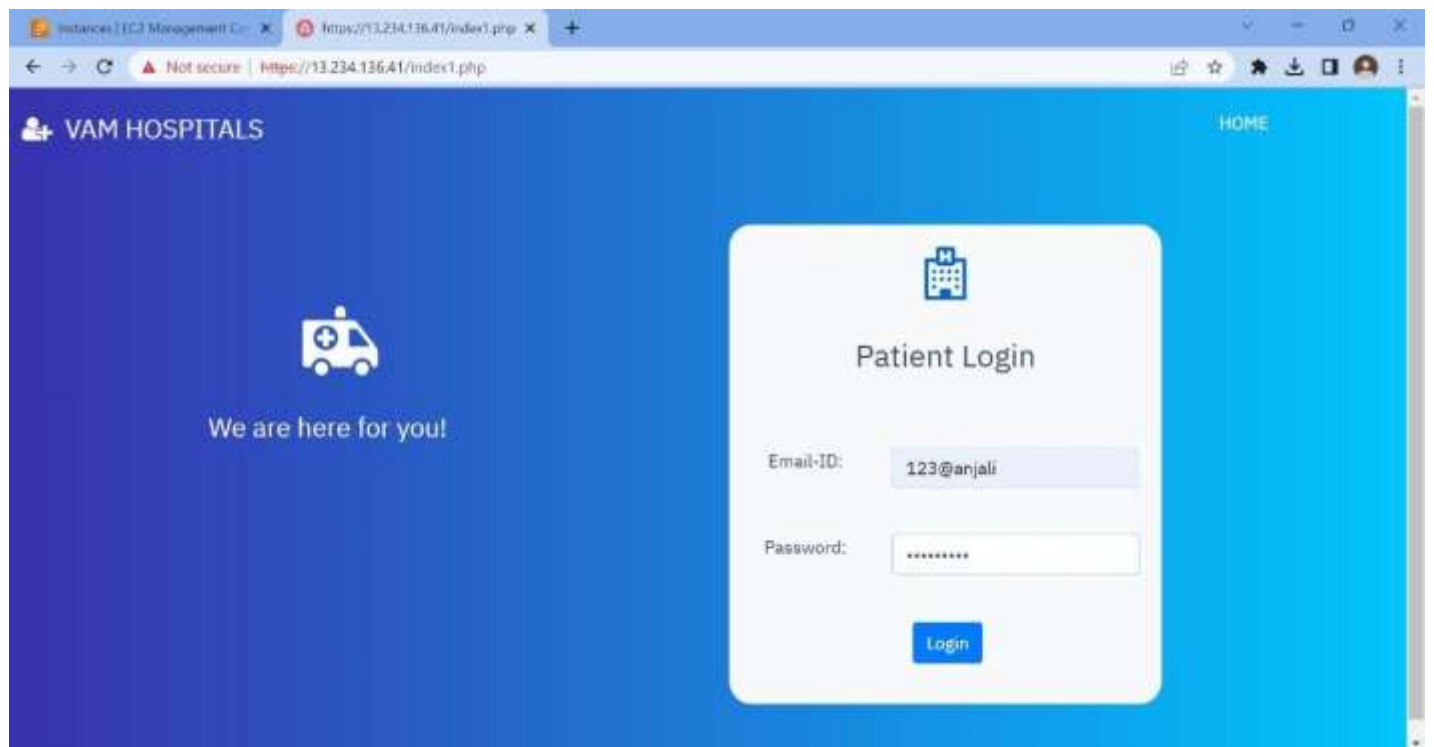 Instances | EC2 Management Co
https://13.234.136.41/index1.php
Not secure | https://13.234.136.41/index1.php
VAM HOSPITALS
HOME
H
Patient Login
We are here for you!
Email-ID:
123@anjali
Password:
•••••••••
Login